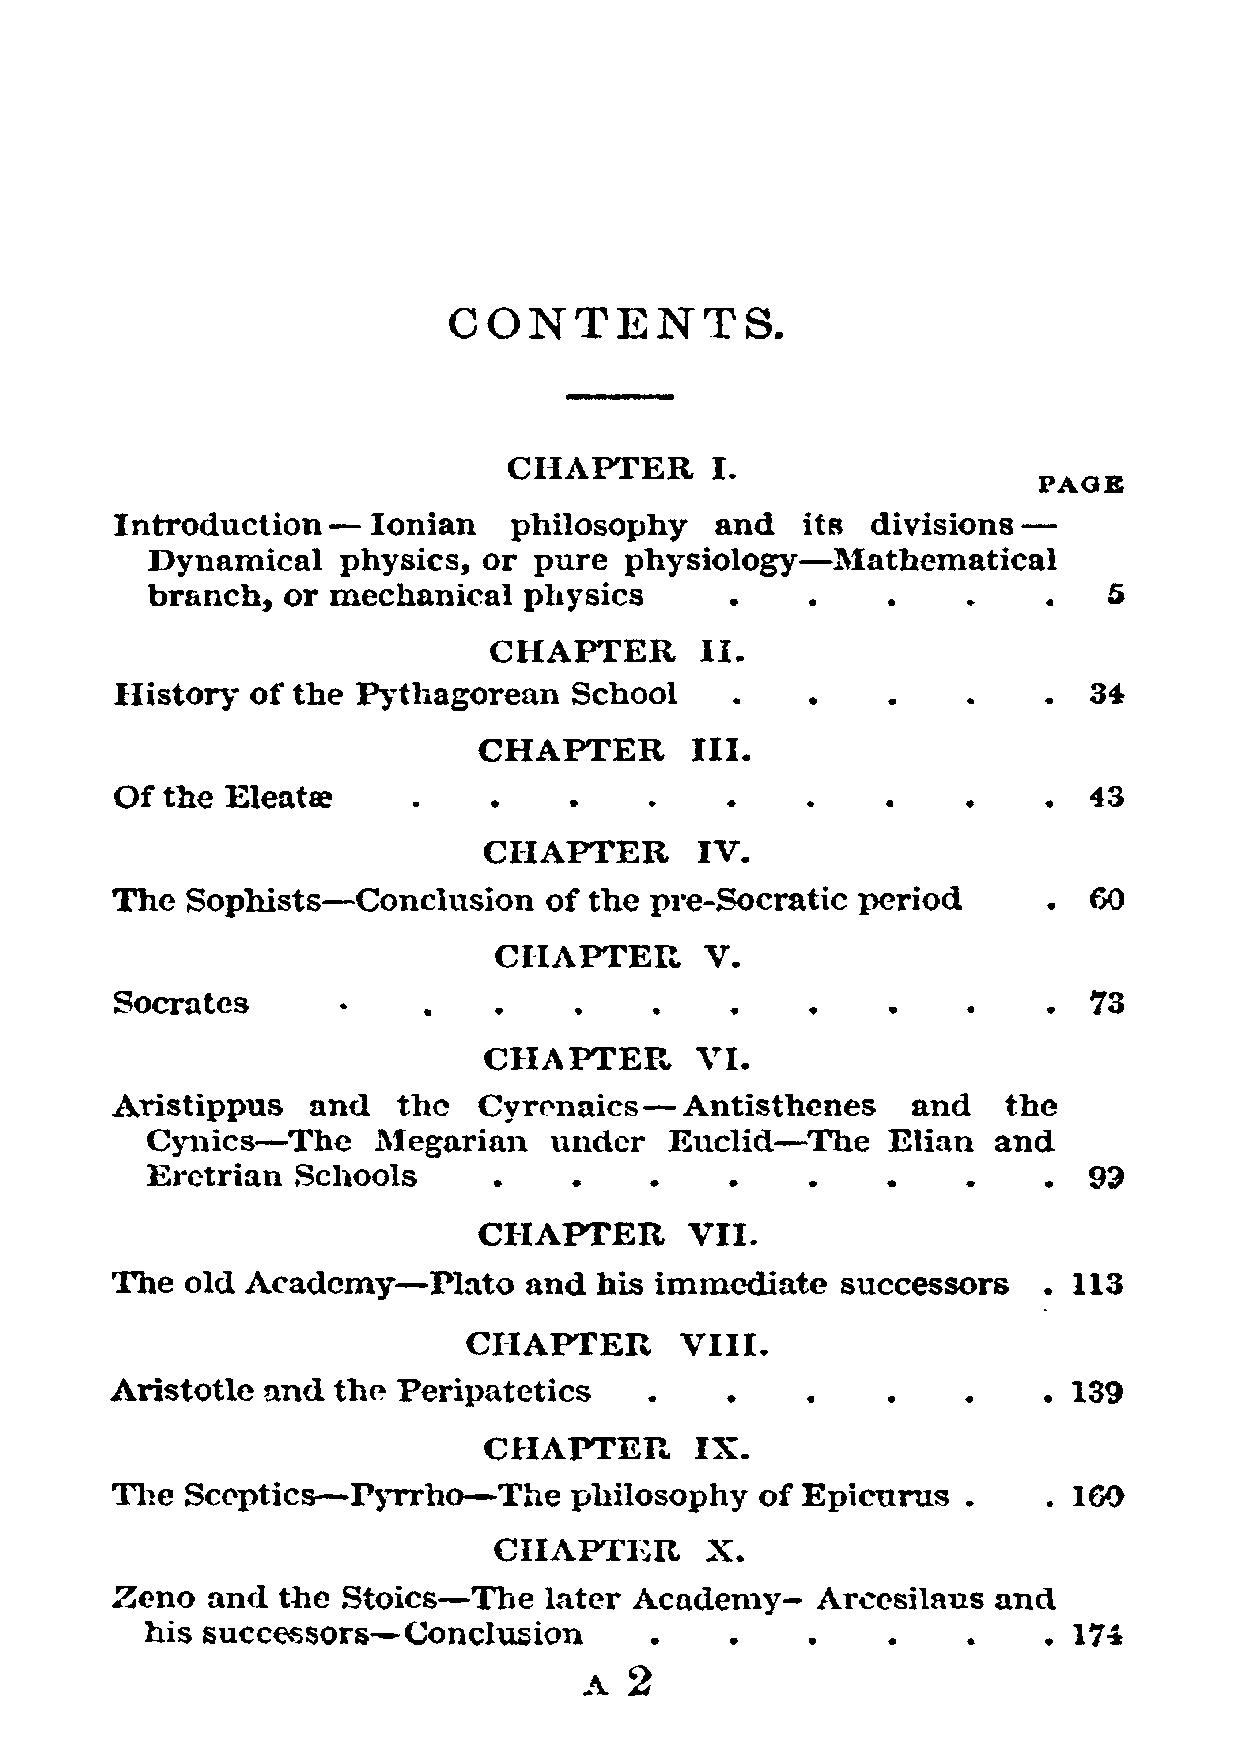 CONTENTS.
CHAPTER I.
PAGE
Introduction — Ionian philosophy and its divisions —
Dynamical physics, or pure physiology—Mathematical
branch, or mechanical physics . . . . . 5
CHAPTER II.
History of the Pythagorean School . . . . . 34
CHAPTER III.
Of the Eleatæ . . . . . . . . . 43
CHAPTER IV.
The Sophists—Conclusion of the pre-Socratic period . 60
CHAPTER V.
Socrates . . . . . . . . . . 73
CHAPTER VI.
Aristippus and the Cyrenaics — Antisthenes and the
Cynics—The Megarian under Euclid—The Elian and
Eretrian Schools . . . . . . . . 99
CHAPTER VII.
The old Academy—Plato and his immediate successors . 113
CHAPTER VIII.
Aristotle and the Peripatetics . . . . . . 139
CHAPTER IX.
The Sceptics—Pyrrho—The philosophy of Epicurus . . 160
CHAPTER X.
Zeno and the Stoics—The later Academy- Arcesilaus and
his successors—Conclusion . . . . . . 174
A 2